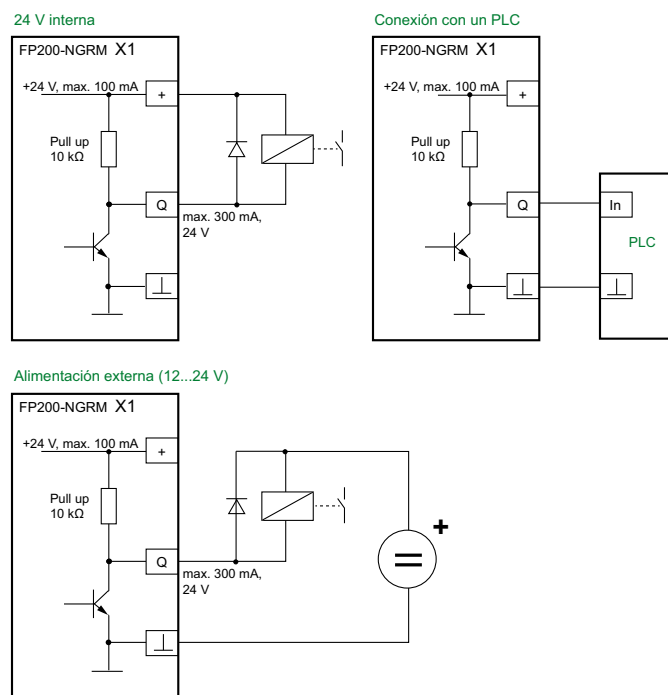 24 V interna
FP200-NGRM X1
+24 V, max. 100 mA
+
Pull up
10 kΩ
Q
max. 300 mA,
24 V
Conexión con un PLC
FP200-NGRM X1
+24 V, max. 100 mA
+
Pull up
10 kΩ
Q
In
PLC
Alimentación externa (12...24 V)
FP200-NGRM X1
+24 V, max. 100 mA
+
Pull up
10 kΩ
Q
max. 300 mA,
24 V
+